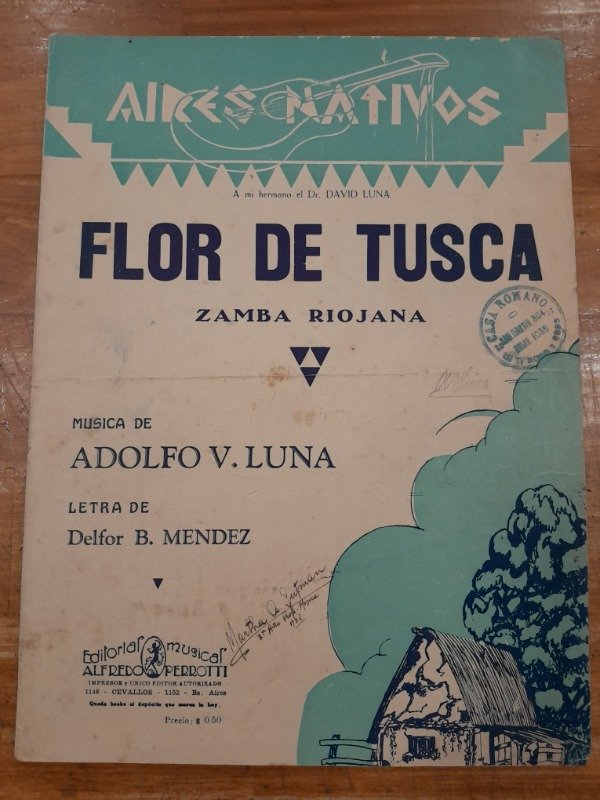 AIRES NATIVOS
A mi hermano el Dr. DAVID LUNA
FLOR DE TUSCA
ZAMBA RIOJANA
CASA ROMANO
MUSICA DE
ADOLFO V. LUNA
LETRA DE
Delfor B. MENDEZ
Martha
Editorial musical
ALFREDO PERROTTI
IMPRESOR y UNICO EDITOR AUTORIZADO
1148 - CEVALLOS - 1152 - Bs. Aires
Queda hecho el depósito que marca la ley.
Precio: $ 0.50